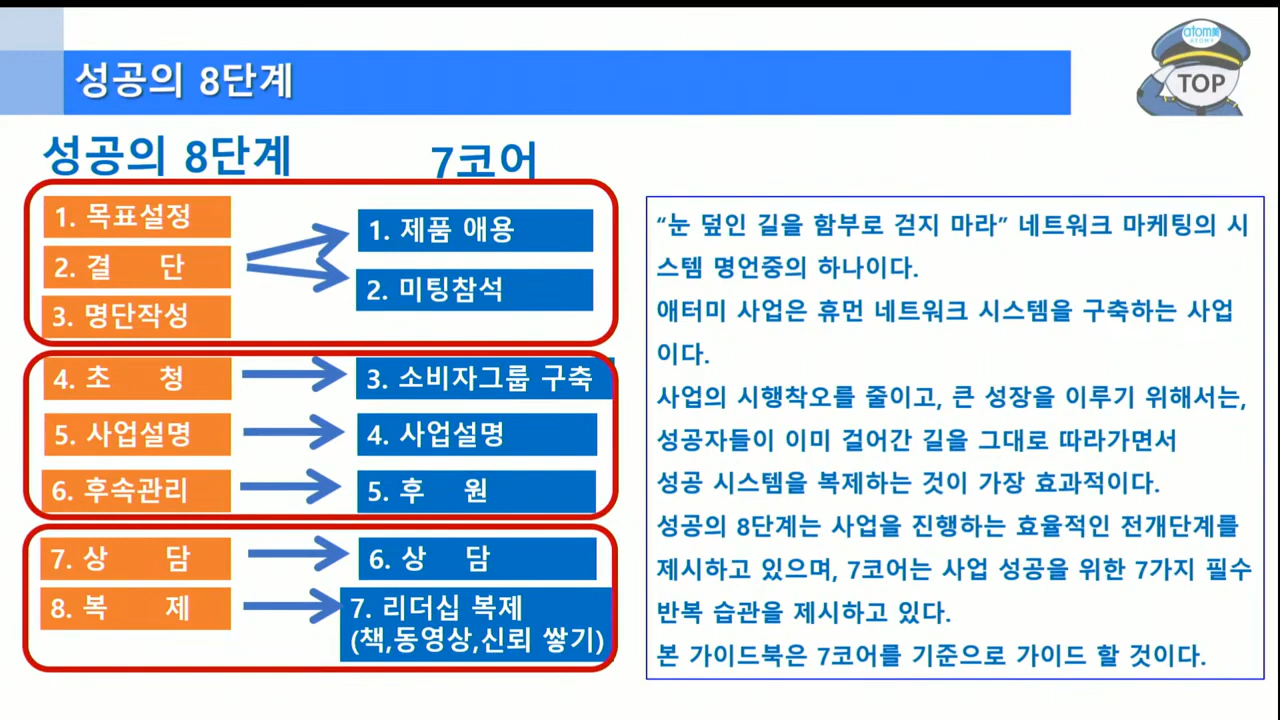 성공의 8단계
atom美
ATOMY
TOP
성공의 8단계
7코어
1. 목표설정
2. 결 단
3. 명단작성
1. 제품 애용
2. 미팅참석
4. 초 청
3. 소비자그룹 구축
5. 사업설명
4. 사업설명
6. 후속관리
5. 후 원
7. 상 담
6. 상 담
8. 복 제
7. 리더십 복제
(책,동영상,신뢰 쌓기)
“눈 덮인 길을 함부로 걷지 마라” 네트워크 마케팅의 시
스템 명언중의 하나이다.
애터미 사업은 휴먼 네트워크 시스템을 구축하는 사업
이다.
사업의 시행착오를 줄이고, 큰 성장을 이루기 위해서는,
성공자들이 이미 걸어간 길을 그대로 따라가면서
성공 시스템을 복제하는 것이 가장 효과적이다.
성공의 8단계는 사업을 진행하는 효율적인 전개단계를
제시하고 있으며, 7코어는 사업 성공을 위한 7가지 필수
반복 습관을 제시하고 있다.
본 가이드북은 7코어를 기준으로 가이드 할 것이다.